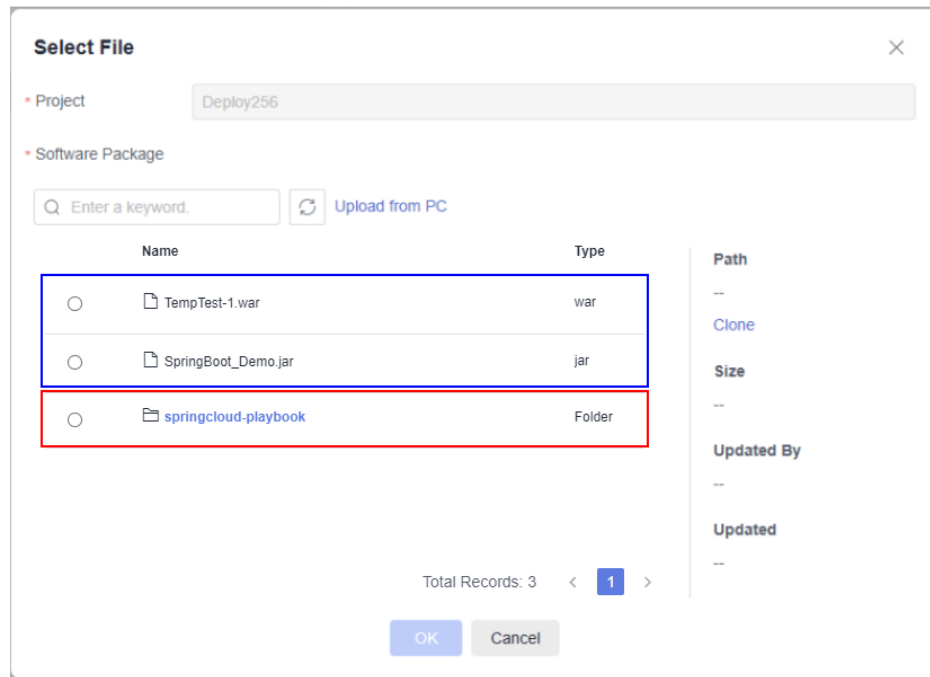 Select File
* Project Deploy256
* Software Package
Enter a keyword. Upload from PC
Name Type
TempTest-1.war war
SpringBoot_Demo.jar jar
springcloud-playbook Folder
Total Records: 3 < 1 >
Path
--
Clone
Size
--
Updated By
--
Updated
--
OK Cancel